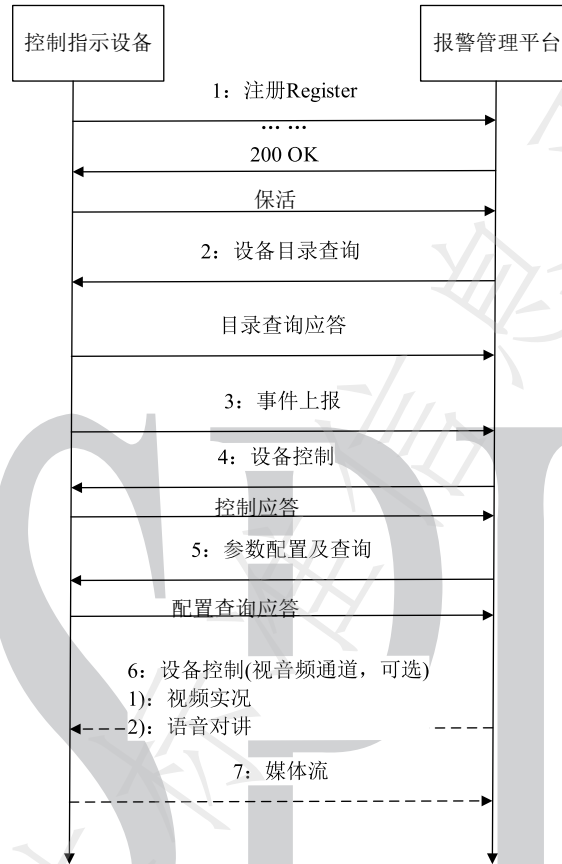 控制指示设备
报警管理平台
1：注册Register
... ...
200 OK
保活
2：设备目录查询
目录查询应答
3：事件上报
4：设备控制
控制应答
5：参数配置及查询
配置查询应答
6：设备控制(视音频通道，可选)
1)：视频实况
2)：语音对讲
7：媒体流